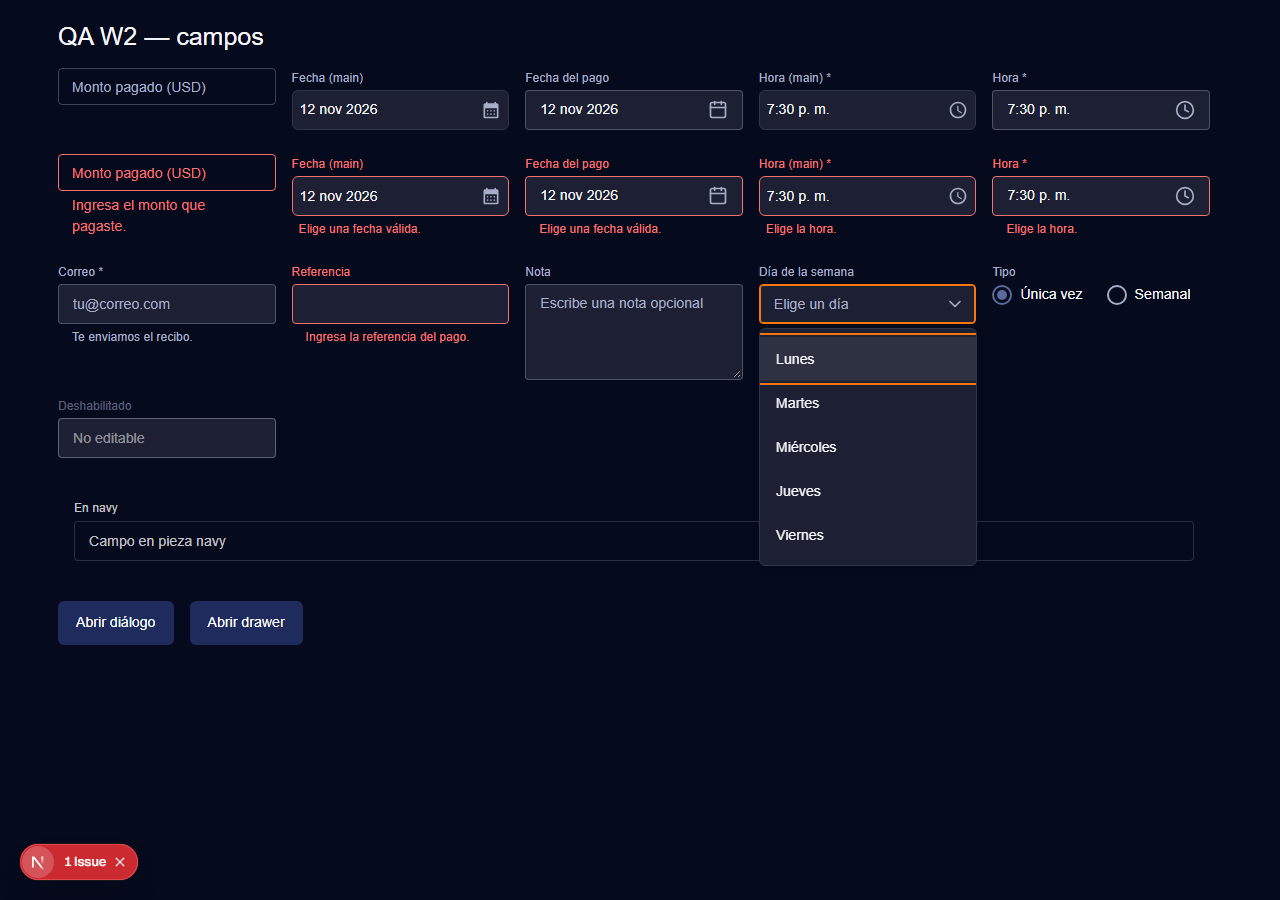 QA W2 — campos
Monto pagado (USD)
Fecha (main)
12 nov 2026
Fecha del pago
12 nov 2026
Hora (main) *
7:30 p. m.
Hora *
7:30 p. m.
Monto pagado (USD)
Ingresa el monto que
pagaste.
Fecha (main)
12 nov 2026
Elige una fecha válida.
Fecha del pago
12 nov 2026
Elige una fecha válida.
Hora (main) *
7:30 p. m.
Elige la hora.
Hora *
7:30 p. m.
Elige la hora.
Correo *
tu@correo.com
Te enviamos el recibo.
Referencia
Ingresa la referencia del pago.
Nota
Escribe una nota opcional
Día de la semana
Elige un día
Lunes
Martes
Miércoles
Jueves
Viernes
Tipo
Única vez
Semanal
Deshabilitado
No editable
En navy
Campo en pieza navy
Abrir diálogo
Abrir drawer
N
1 Issue